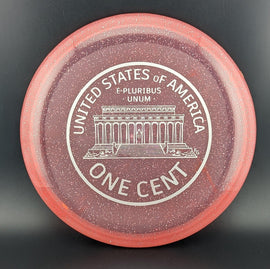 UNITED STATES OF AMERICA
E·PLURIBUS
UNUM
ONE CENT